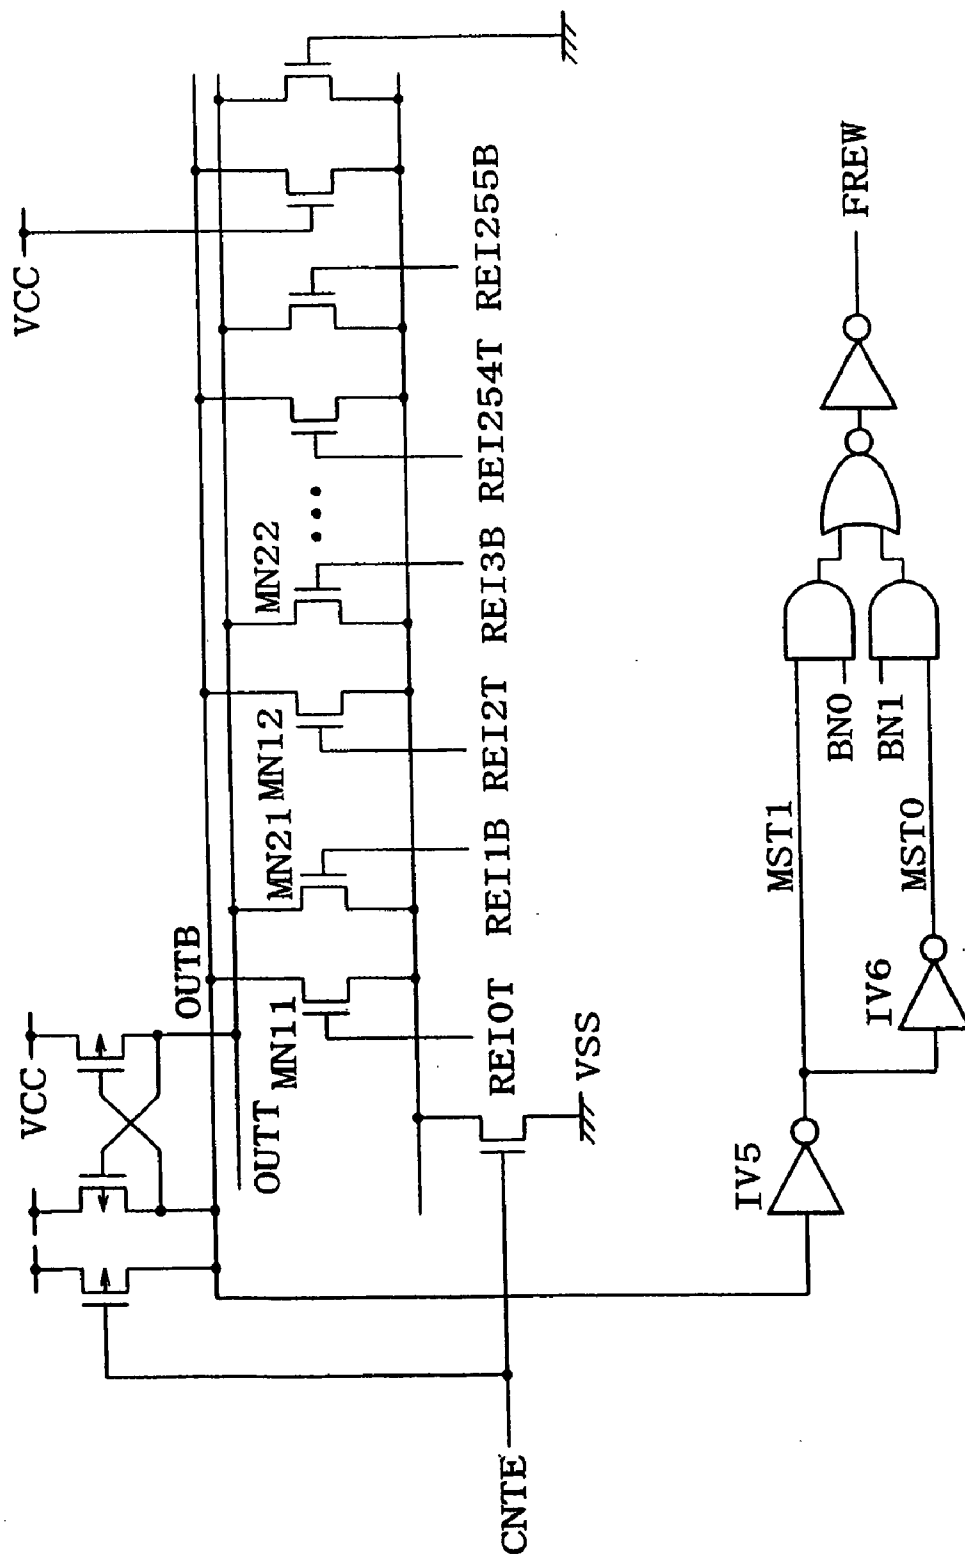 VCC
VCC
OUTT
OUTB
MN11
MN21
MN12
MN22
REI0T
REI1B
REI2T
REI3B
REI254T
REI255B
VSS
CNTE
IV5
IV6
MST1
MST0
BN0
BN1
FREW